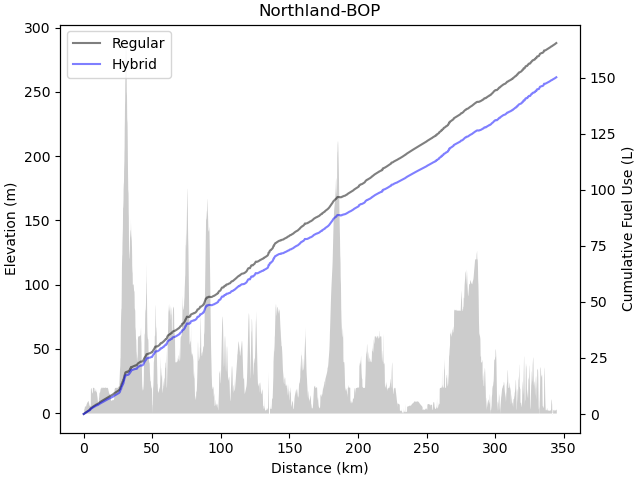 Northland-BOP
Regular
Hybrid
Elevation (m)
300
250
200
150
100
50
0
150
125
100
75
50
25
0
Cumulative Fuel Use (L)
0 50 100 150 200 250 300 350
Distance (km)